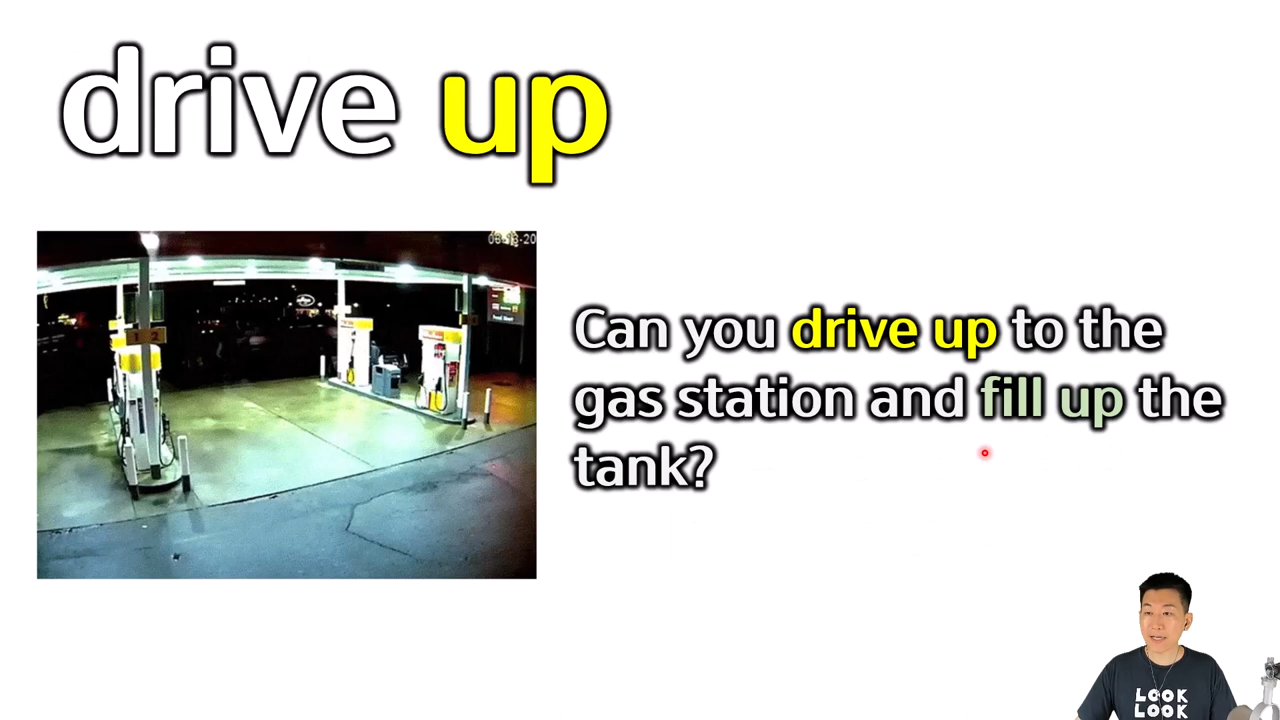 drive up
Can you drive up to the
gas station and fill up the
tank?
LOOK
LOOK